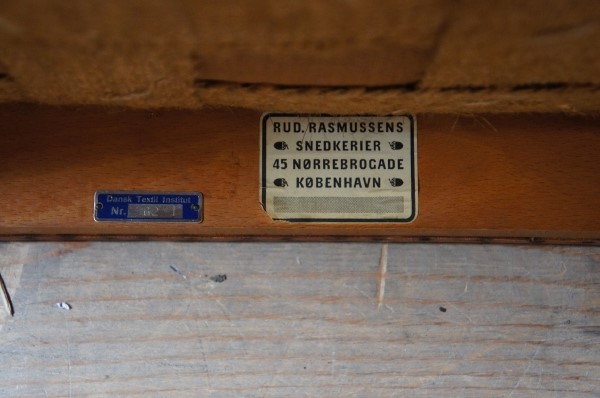 RUD. RASMUSSENS
SNEDKERIER
45 NØRREBROGADE
KØBENHAVN
Dansk Textil Institut
Nr.